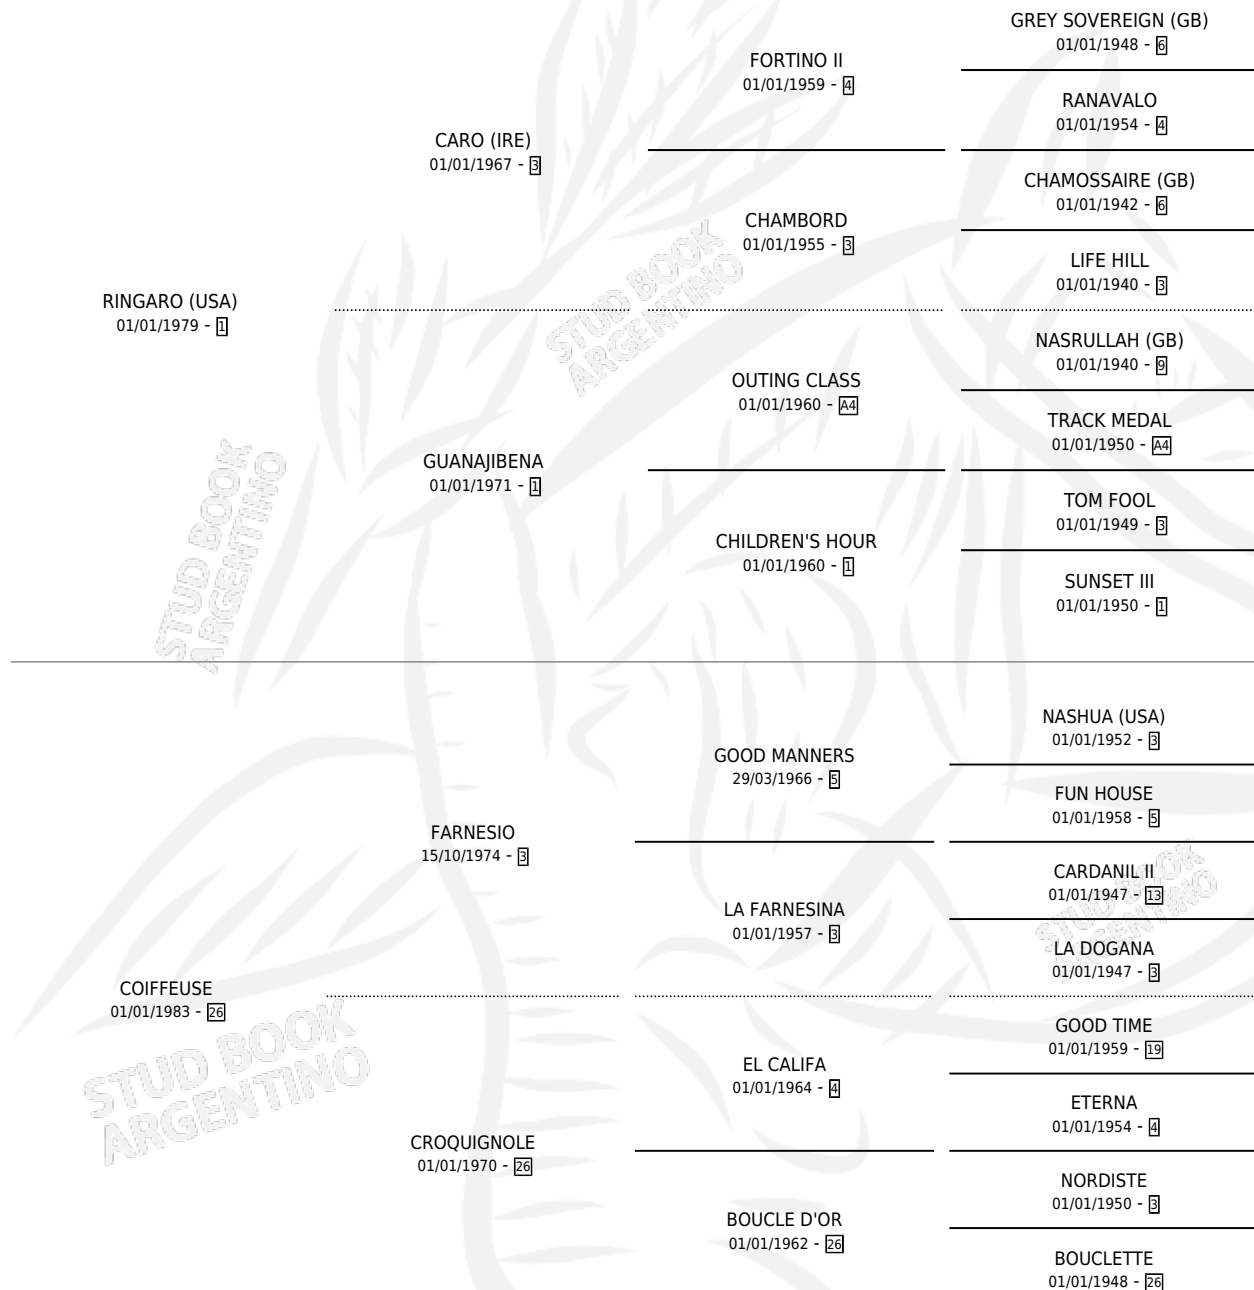 GREY SOVEREIGN (GB)
01/01/1948 - 6
FORTINO II
01/01/1959 - 4
RANAVALO
01/01/1954 - 4
CARO (IRE)
01/01/1967 - 3
CHAMOSSAIRE (GB)
01/01/1942 - 6
CHAMBORD
01/01/1955 - 3
LIFE HILL
01/01/1940 - 3
RINGARO (USA)
01/01/1979 - 1
STUD BOOK
ARGENTINO
NASRULLAH (GB)
01/01/1940 - 9
OUTING CLASS
01/01/1960 - A4
TRACK MEDAL
01/01/1950 - A4
GUANAJIBENA
01/01/1971 - 1
TOM FOOL
01/01/1949 - 3
CHILDREN'S HOUR
01/01/1960 - 1
SUNSET III
01/01/1950 - 1
STUD BOOK
ARGENTINO
NASHUA (USA)
01/01/1952 - 3
GOOD MANNERS
29/03/1966 - 5
FUN HOUSE
01/01/1958 - 5
FARNESIO
15/10/1974 - 3
CARDANIL II
01/01/1947 - 13
LA FARNESINA
01/01/1957 - 3
STUD BOOK
ARGENTINO
LA DOGANA
01/01/1947 - 3
COIFFEUSE
01/01/1983 - 26
GOOD TIME
01/01/1959 - 19
EL CALIFA
01/01/1964 - 4
STUD BOOK
ARGENTINO
ETERNA
01/01/1954 - 4
CROQUIGNOLE
01/01/1970 - 26
NORDISTE
01/01/1950 - 3
BOUCLE D'OR
01/01/1962 - 26
BOUCLETTE
01/01/1948 - 26